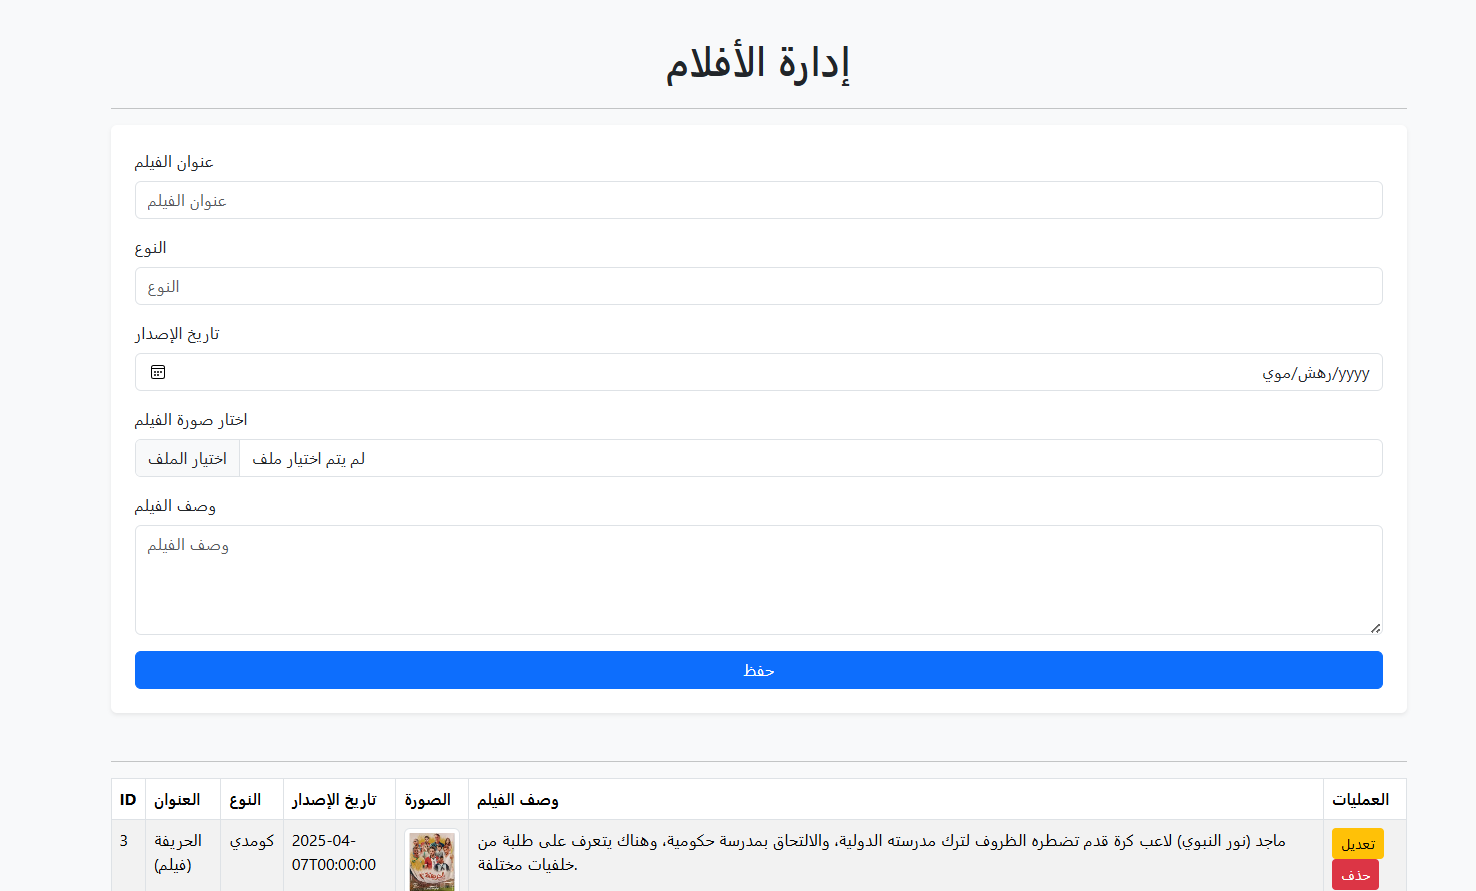 إدارة الأفلام
عنوان الفيلم
عنوان الفيلم
النوع
النوع
تاريخ الإصدار
yyyy/رهش/موي
اختار صورة الفيلم
اختيار الملف لم يتم اختيار ملف
وصف الفيلم
وصف الفيلم
حفظ
ID العنوان النوع تاريخ الإصدار الصورة وصف الفيلم العمليات
3 الحريفة (فيلم) كومدي 2025-04-07T00:00:00
ماجد (نور النبوي) لاعب كرة قدم تضطره الظروف لترك مدرسته الدولية، والالتحاق بمدرسة حكومية، وهناك يتعرف على طلبة من
خلفيات مختلفة.
تعديل
حذف